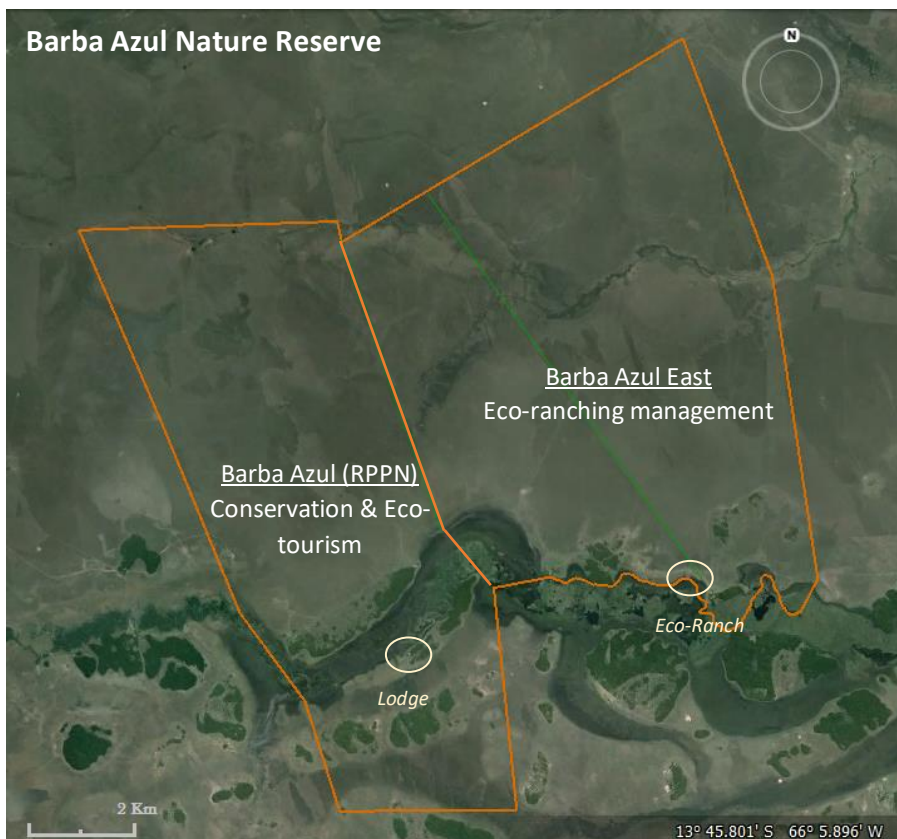 Barba Azul Nature Reserve
N
Barba Azul East
Eco-ranching management
Barba Azul (RPPN)
Conservation & Eco-
tourism
Eco-Ranch
Lodge
2 Km
13º 45.801' S 66º 5.896' W